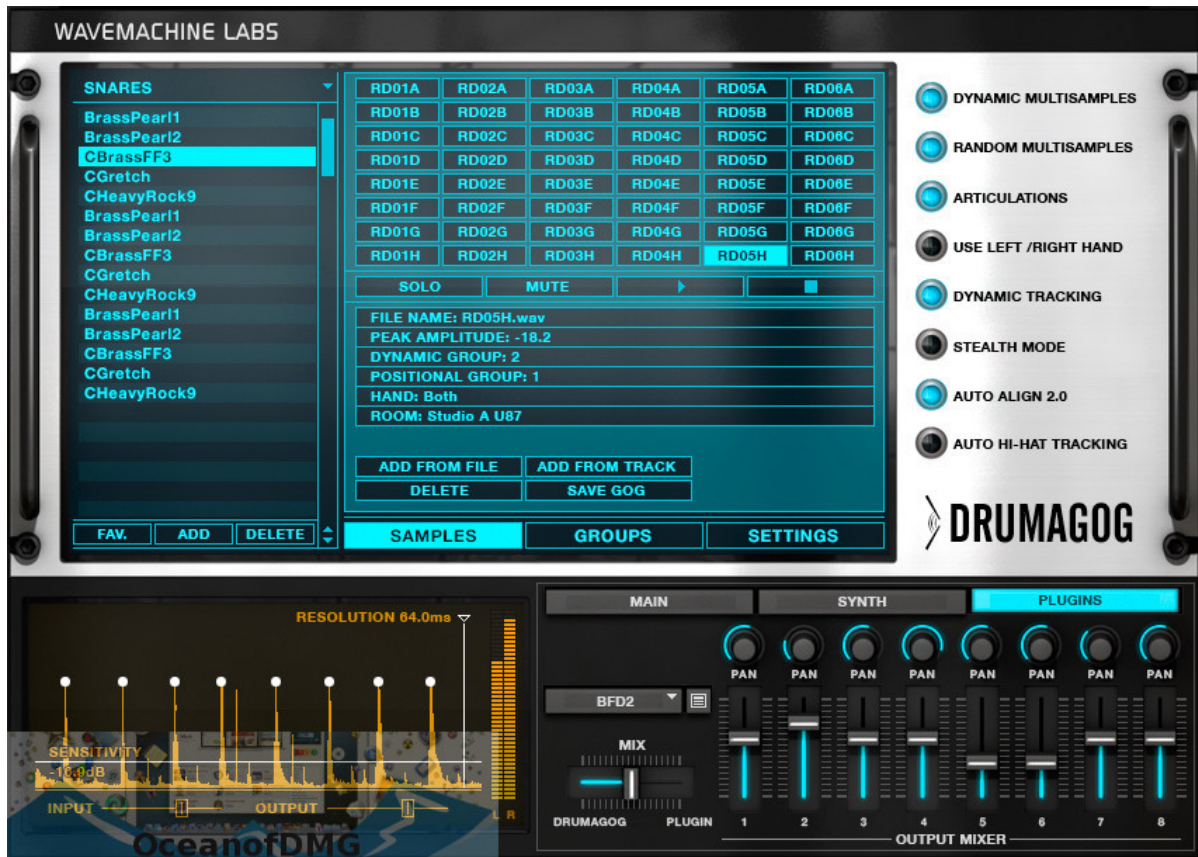 WAVEMACHINE LABS
SNARES
BrassPearl1
BrassPearl2
CBrassFF3
CGretch
CHeavyRock9
BrassPearl1
BrassPearl2
CBrassFF3
CGretch
CHeavyRock9
BrassPearl1
BrassPearl2
CBrassFF3
CGretch
CHeavyRock9
FAV. ADD DELETE
RD01A RD02A RD03A RD04A RD05A RD06A
RD01B RD02B RD03B RD04B RD05B RD06B
RD01C RD02C RD03C RD04C RD05C RD06C
RD01D RD02D RD03D RD04D RD05D RD06D
RD01E RD02E RD03E RD04E RD05E RD06E
RD01F RD02F RD03F RD04F RD05F RD06F
RD01G RD02G RD03G RD04G RD05G RD06G
RD01H RD02H RD03H RD04H RD05H RD06H
SOLO MUTE
FILE NAME: RD05H.wav
PEAK AMPLITUDE: -18.2
DYNAMIC GROUP: 2
POSITIONAL GROUP: 1
HAND: Both
ROOM: Studio A U87
ADD FROM FILE ADD FROM TRACK
DELETE SAVE GOG
SAMPLES GROUPS SETTINGS
DYNAMIC MULTISAMPLES
RANDOM MULTISAMPLES
ARTICULATIONS
USE LEFT /RIGHT HAND
DYNAMIC TRACKING
STEALTH MODE
AUTO ALIGN 2.0
AUTO HI-HAT TRACKING
DRUMAGOG
RESOLUTION 64.0ms
SENSITIVITY
INPUT OUTPUT
L R
OceanofDMG
MAIN SYNTH PLUGINS
PAN PAN PAN PAN PAN PAN PAN PAN
BFD2
MIX
DRUMAGOG PLUGIN
1 2 3 4 5 6 7 8
OUTPUT MIXER